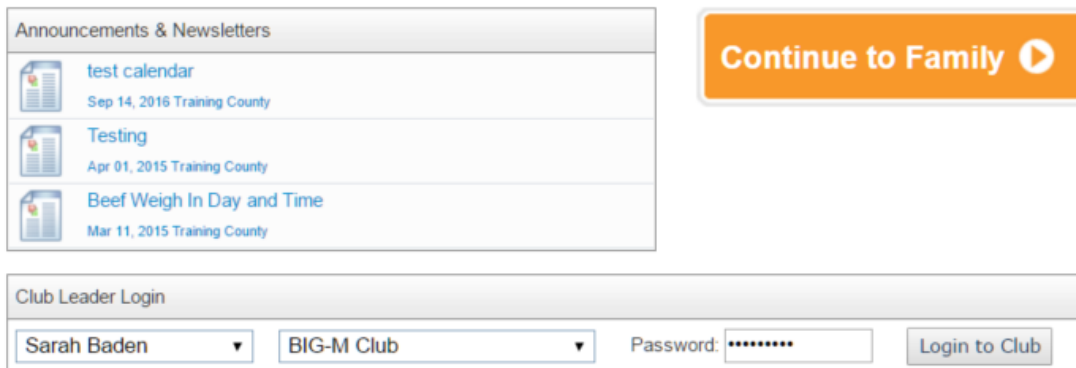 Announcements & Newsletters
Continue to Family
test calendar
Sep 14, 2016 Training County
Testing
Apr 01, 2015 Training County
Beef Weigh In Day and Time
Mar 11, 2015 Training County
Club Leader Login
Sarah Baden BIG-M Club Password: ••••••••• Login to Club